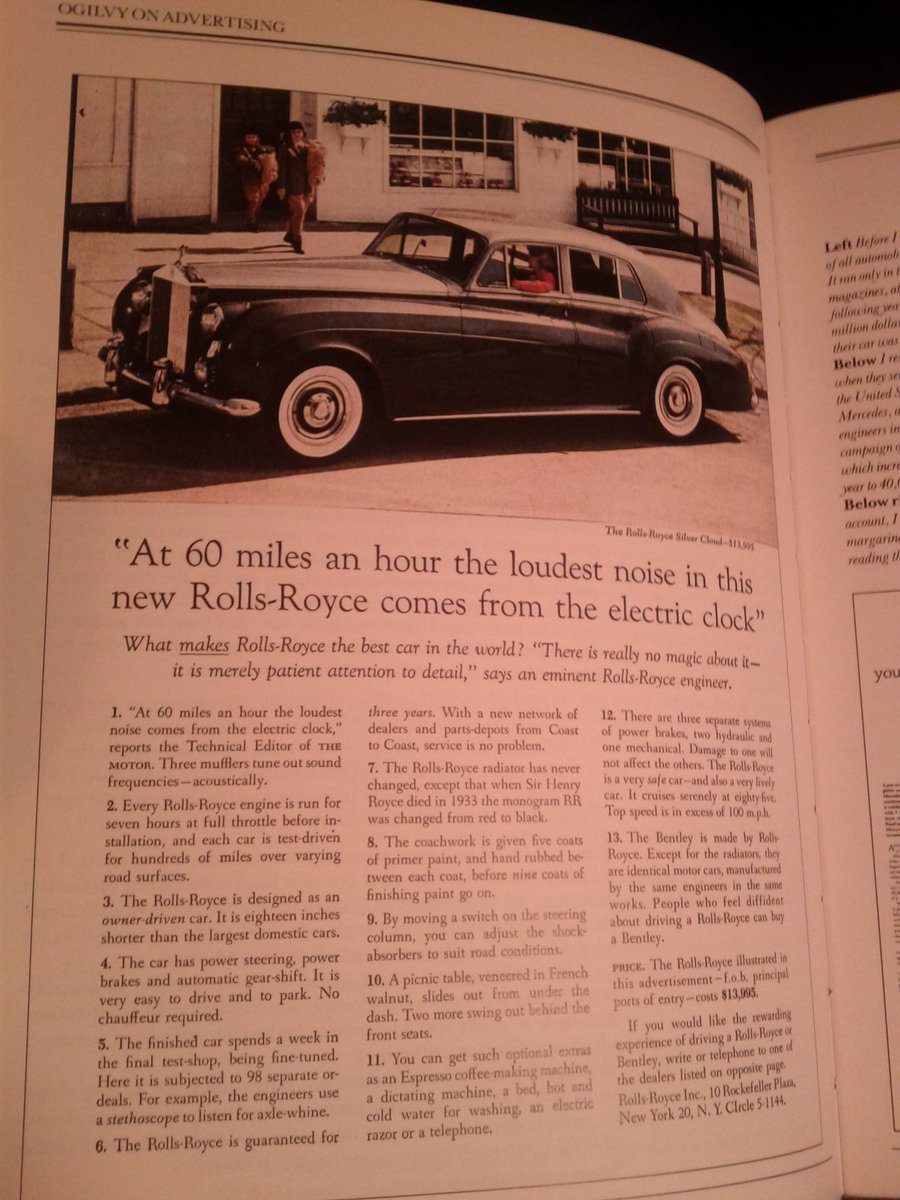 OGILVY ON ADVERTISING
The Rolls-Royce Silver Cloud—$13,995
"At 60 miles an hour the loudest noise in this
new Rolls-Royce comes from the electric clock"
What makes Rolls-Royce the best car in the world? "There is really no magic about it—
it is merely patient attention to detail," says an eminent Rolls-Royce engineer.
1. "At 60 miles an hour the loudest
noise comes from the electric clock,"
reports the Technical Editor of THE
MOTOR. Three mufflers tune out sound
frequencies—acoustically.
2. Every Rolls-Royce engine is run for
seven hours at full throttle before in-
stallation, and each car is test-driven
for hundreds of miles over varying
road surfaces.
3. The Rolls-Royce is designed as an
owner-driven car. It is eighteen inches
shorter than the largest domestic cars.
4. The car has power steering, power
brakes and automatic gear-shift. It is
very easy to drive and to park. No
chauffeur required.
5. The finished car spends a week in
the final test-shop, being fine-tuned.
Here it is subjected to 98 separate or-
deals. For example, the engineers use
a stethoscope to listen for axle-whine.
6. The Rolls-Royce is guaranteed for
three years. With a new network of
dealers and parts-depots from Coast
to Coast, service is no problem.
7. The Rolls-Royce radiator has never
changed, except that when Sir Henry
Royce died in 1933 the monogram RR
was changed from red to black.
8. The coachwork is given five coats
of primer paint, and hand rubbed be-
tween each coat, before nine coats of
finishing paint go on.
9. By moving a switch on the steering
column, you can adjust the shock-
absorbers to suit road conditions.
10. A picnic table, veneered in French
walnut, slides out from under the
dash. Two more swing out behind the
front seats.
11. You can get such optional extras
as an Espresso coffee-making machine,
a dictating machine, a bed, hot and
cold water for washing, an electric
razor or a telephone.
12. There are three separate systems
of power brakes, two hydraulic and
one mechanical. Damage to one will
not affect the others. The Rolls-Royce
is a very safe car—and also a very lively
car. It cruises serenely at eighty-five.
Top speed is in excess of 100 m.p.h.
13. The Bentley is made by Rolls-
Royce. Except for the radiators, they
are identical motor cars, manufactured
by the same engineers in the same
works. People who feel diffident
about driving a Rolls-Royce can buy
a Bentley.
PRICE. The Rolls-Royce illustrated in
this advertisement—f.o.b. principal
ports of entry—costs $13,995.
If you would like the rewarding
experience of driving a Rolls-Royce or
Bentley, write or telephone to one of
the dealers listed on opposite page.
Rolls-Royce Inc., 10 Rockefeller Plaza,
New York 20, N. Y. CIrcle 5-1144.
Left Before I
of all automob
It ran only in
magazines, a
following yea
million dolla
their car was
Below I re
when they se
the United S
Mercedes, a
engineers in
campaign
which incre
year to 40,
Below r
account, I
margarin
reading th
you